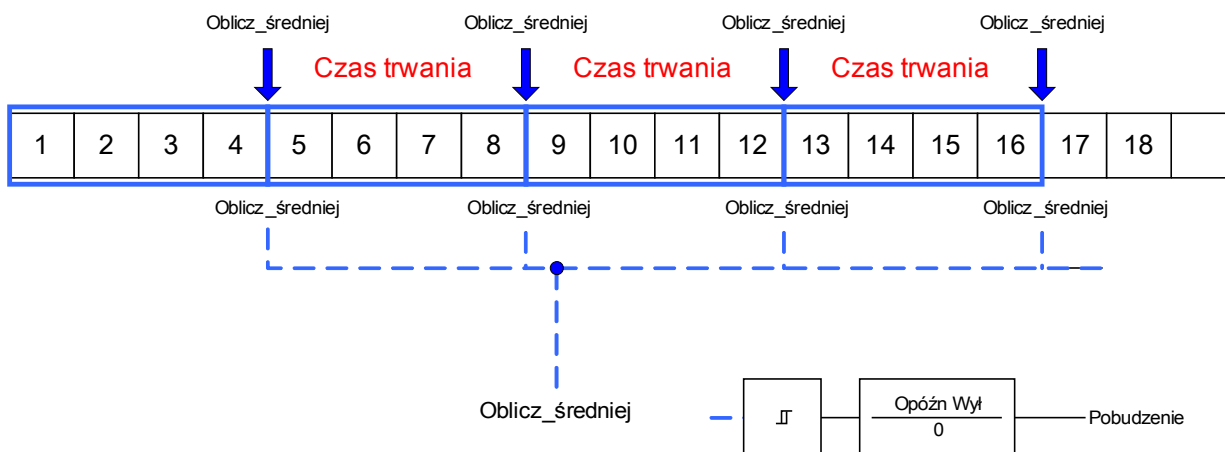 Oblicz_średniej Oblicz_średniej Oblicz_średniej Oblicz_średniej
Czas trwania Czas trwania Czas trwania
1 2 3 4 5 6 7 8 9 10 11 12 13 14 15 16 17 18
Oblicz_średniej Oblicz_średniej Oblicz_średniej Oblicz_średniej
Oblicz_średniej
Opóźn Wył
0
Pobudzenie